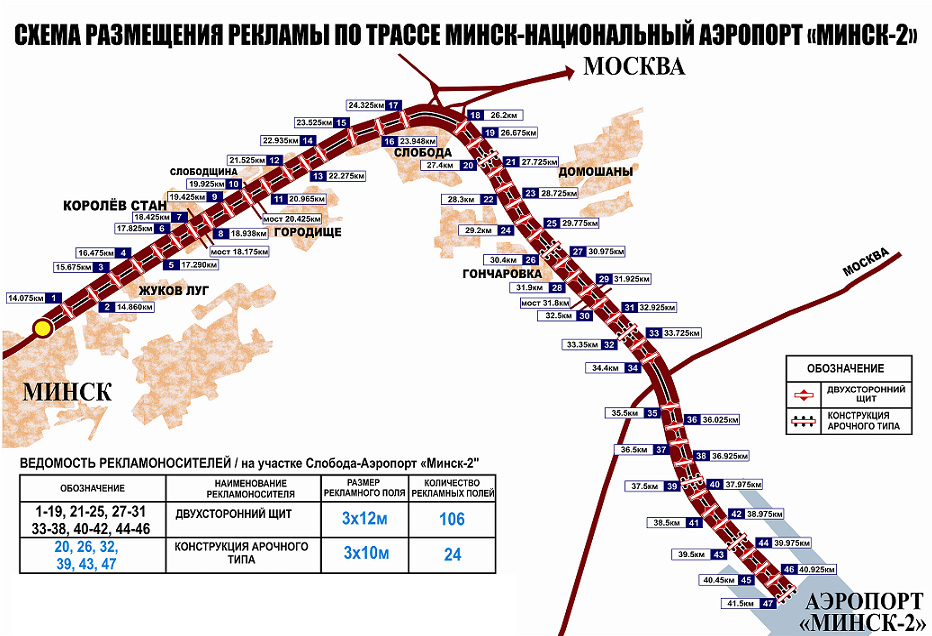 СХЕМА РАЗМЕЩЕНИЯ РЕКЛАМЫ ПО ТРАССЕ МИНСК-НАЦИОНАЛЬНЫЙ АЭРОПОРТ «МИНСК-2»
МОСКВА
24.325км 17
18 26.2км
23.525км 15
19 26.675км
22.935км 14
16 23.948км
СЛОБОДА
27.4км 20
21 27.725км
21.525км 12
ДОМОШАНЫ
СЛОБОДЩИНА
13 22.275км
19.925км 10
23 28.725км
19.425км 9
11 20.965км
28.3км 22
КОРОЛЁВ СТАН
18.425км 7
мост 20.425км
25 29.775км
17.825км 6
8 18.938км
ГОРОДИЩЕ
29.2км 24
16.475км 4
мост 18.175км
27 30.975км
15.675км 3
5 17.290км
30.4км 26
МОСКВА
ГОНЧАРОВКА
29 31.925км
ЖУКОВ ЛУГ
31.9км 28
14.075км 1
2 14.860км
мост 31.8км
31 32.925км
32.5км 30
33 33.725км
33.35км 32
34.4км 34
МИНСК
ОБОЗНАЧЕНИЕ
ДВУХСТОРОННИЙ
ЩИТ
КОНСТРУКЦИЯ
АРОЧНОГО ТИПА
35.5км 35
36 36.025км
36.5км 37
38 36.925км
37.5км 39
40 37.975км
38.5км 41
42 38.975км
39.5км 43
44 39.975км
40.45км 45
46 40.925км
41.5км 47
АЭРОПОРТ
«МИНСК-2»
ВЕДОМОСТЬ РЕКЛАМОНОСИТЕЛЕЙ / на участке Слобода-Аэропорт «Минск-2"
ОБОЗНАЧЕНИЕ НАИМЕНОВАНИЕ РЕКЛАМОНОСИТЕЛЯ РАЗМЕР РЕКЛАМНОГО ПОЛЯ КОЛИЧЕСТВО РЕКЛАМНЫХ ПОЛЕЙ
1-19, 21-25, 27-31 ДВУХСТОРОННИЙ ЩИТ 3х12м 106
33-38, 40-42, 44-46
20, 26, 32, КОНСТРУКЦИЯ АРОЧНОГО 3х10м 24
39, 43, 47 ТИПА